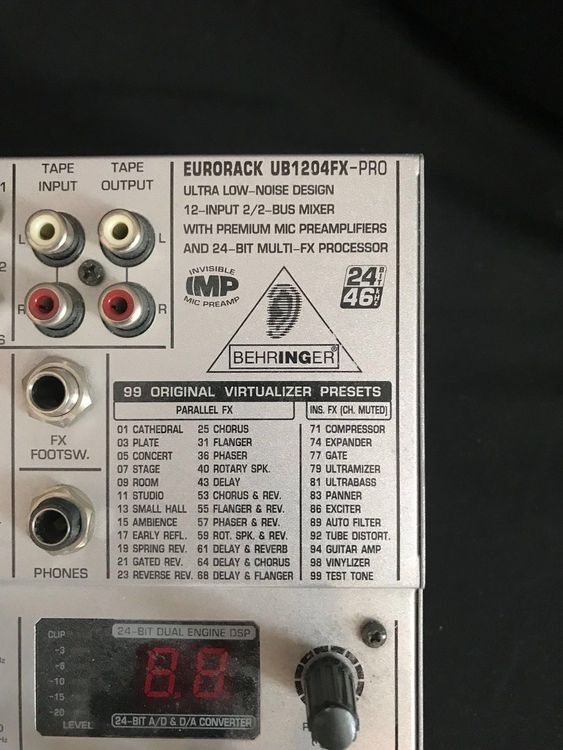 TAPE INPUT
TAPE OUTPUT
L
L
R
R
EURORACK UB1204FX-PRO
ULTRA LOW-NOISE DESIGN
12-INPUT 2/2-BUS MIXER
WITH PREMIUM MIC PREAMPLIFIERS
AND 24-BIT MULTI-FX PROCESSOR
INVISIBLE
IMP
MIC PREAMP
24 BIT
46 kHz
BEHRINGER®
99 ORIGINAL VIRTUALIZER PRESETS
PARALLEL FX
INS. FX (CH. MUTED)
01 CATHEDRAL 25 CHORUS 71 COMPRESSOR
03 PLATE 31 FLANGER 74 EXPANDER
05 CONCERT 36 PHASER 77 GATE
07 STAGE 40 ROTARY SPK. 79 ULTRAMIZER
09 ROOM 43 DELAY 81 ULTRABASS
11 STUDIO 53 CHORUS & REV. 83 PANNER
13 SMALL HALL 55 FLANGER & REV. 86 EXCITER
15 AMBIENCE 57 PHASER & REV. 89 AUTO FILTER
17 EARLY REFL. 59 ROT. SPK. & REV. 92 TUBE DISTORT.
19 SPRING REV. 61 DELAY & REVERB 94 GUITAR AMP
21 GATED REV. 64 DELAY & CHORUS 98 VINYLIZER
23 REVERSE REV. 68 DELAY & FLANGER 99 TEST TONE
FX
FOOTSW.
PHONES
24-BIT DUAL ENGINE DSP
CLIP
-3
-6
-10
-15
-20
LEVEL
24-BIT A/D & D/A CONVERTER